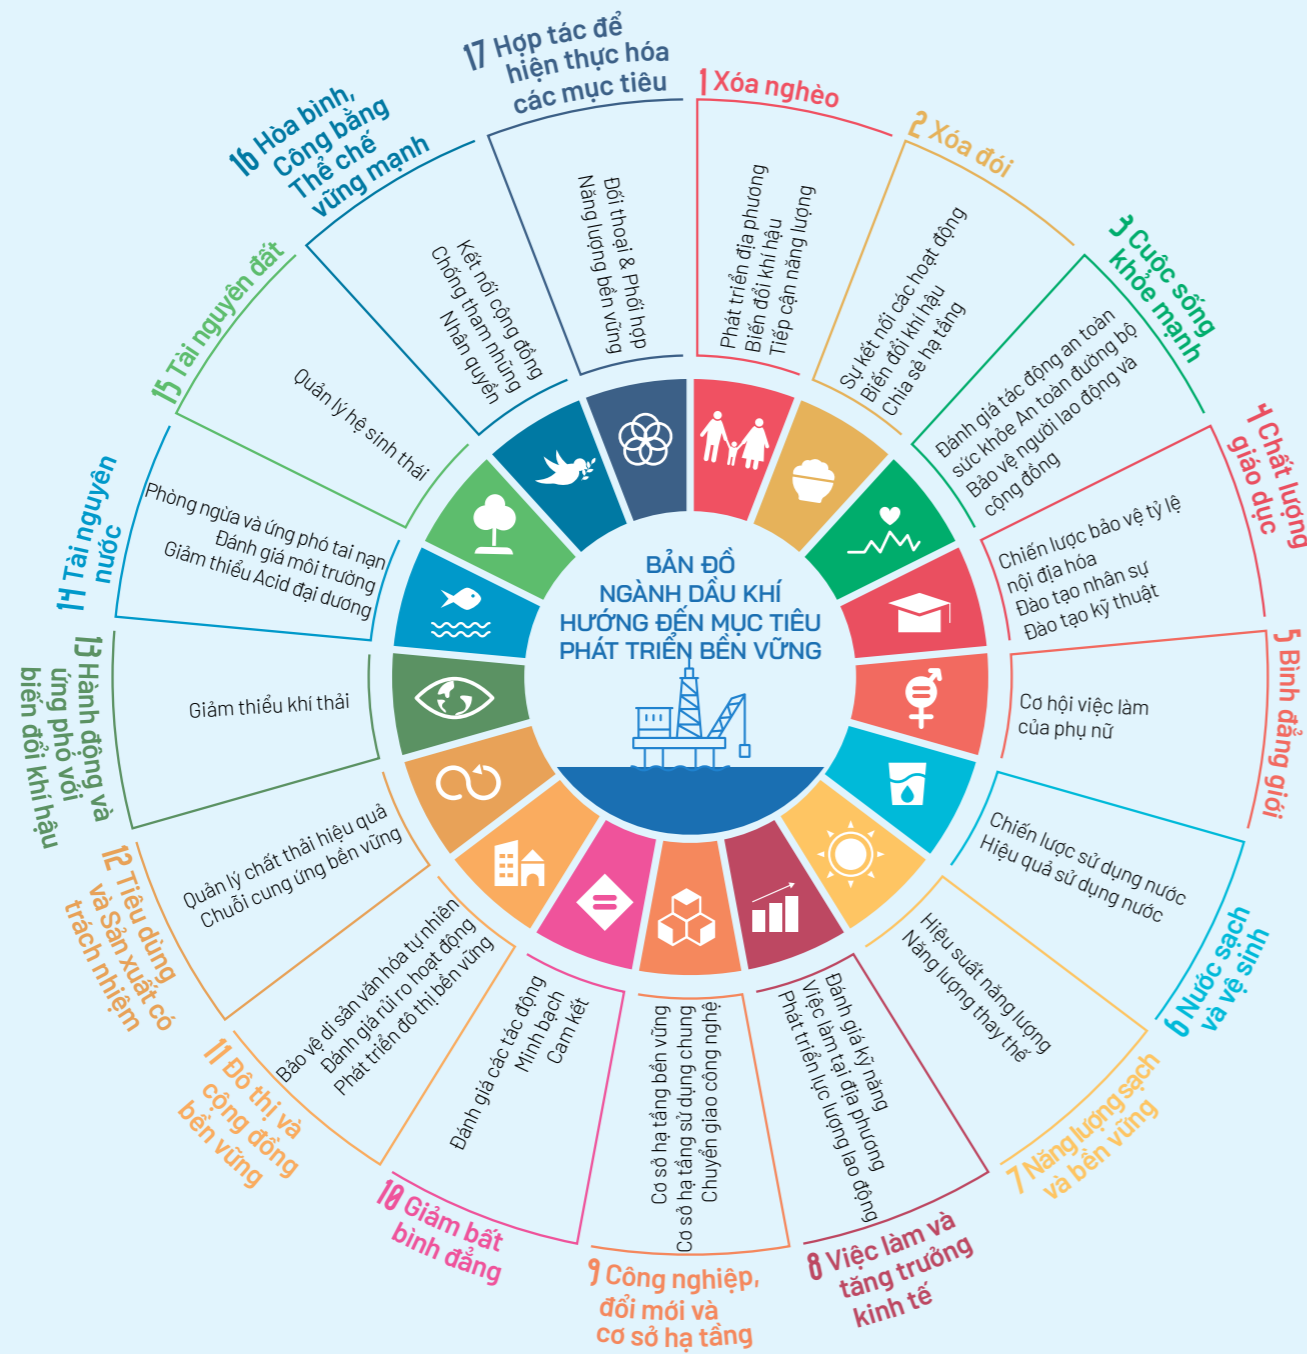 BẢN ĐỒ
NGÀNH DẦU KHÍ
HƯỚNG ĐẾN MỤC TIÊU
PHÁT TRIỂN BỀN VỮNG
1 Xóa nghèo
Phát triển địa phương
Biến đổi khí hậu
Tiếp cận năng lượng
2 Xóa đói
Sự kết nối các hoạt động
Biến đổi khí hậu
Chia sẻ hạ tầng
3 Cuộc sống
khỏe mạnh
Đánh giá tác động an toàn
sức khỏe An toàn đường bộ
Bảo vệ người lao động và
cộng đồng
4 Chất lượng
giáo dục
Chiến lược bảo vệ tỷ lệ
nội địa hóa
Đào tạo nhân sự
Đào tạo kỹ thuật
5 Bình đẳng giới
Cơ hội việc làm
của phụ nữ
6 Nước sạch
và vệ sinh
Chiến lược sử dụng nước
Hiệu quả sử dụng nước
7 Năng lượng sạch
và bền vững
Hiệu suất năng lượng
Năng lượng thay thế
8 Việc làm và
tăng trưởng
kinh tế
Đánh giá kỹ năng
Việc làm tại địa phương
Phát triển lực lượng lao động
9 Công nghiệp,
đổi mới và
cơ sở hạ tầng
Cơ sở hạ tầng bền vững
Cơ sở hạ tầng sử dụng chung
Chuyển giao công nghệ
10 Giảm bất
bình đẳng
Đánh giá các tác động
Minh bạch
Cam kết
11 Đô thị và
cộng đồng
bền vững
Bảo vệ di sản văn hóa tự nhiên
Đánh giá rủi ro hoạt động
Phát triển đô thị bền vững
12 Tiêu dùng
và Sản xuất có
trách nhiệm
Quản lý chất thải hiệu quả
Chuỗi cung ứng bền vững
13 Hành động và
ứng phó với
biến đổi khí hậu
Giảm thiểu khí thải
14 Tài nguyên
nước
Phòng ngừa và ứng phó tai nạn
Đánh giá môi trường
Giảm thiểu Acid đại dương
15 Tài nguyên đất
Quản lý hệ sinh thái
16 Hòa bình,
Công bằng
Thể chế
vững mạnh
Kết nối cộng đồng
Chống tham nhũng
Nhân quyền
17 Hợp tác để
hiện thực hóa
các mục tiêu
Đối thoại & Phối hợp
Năng lượng bền vững